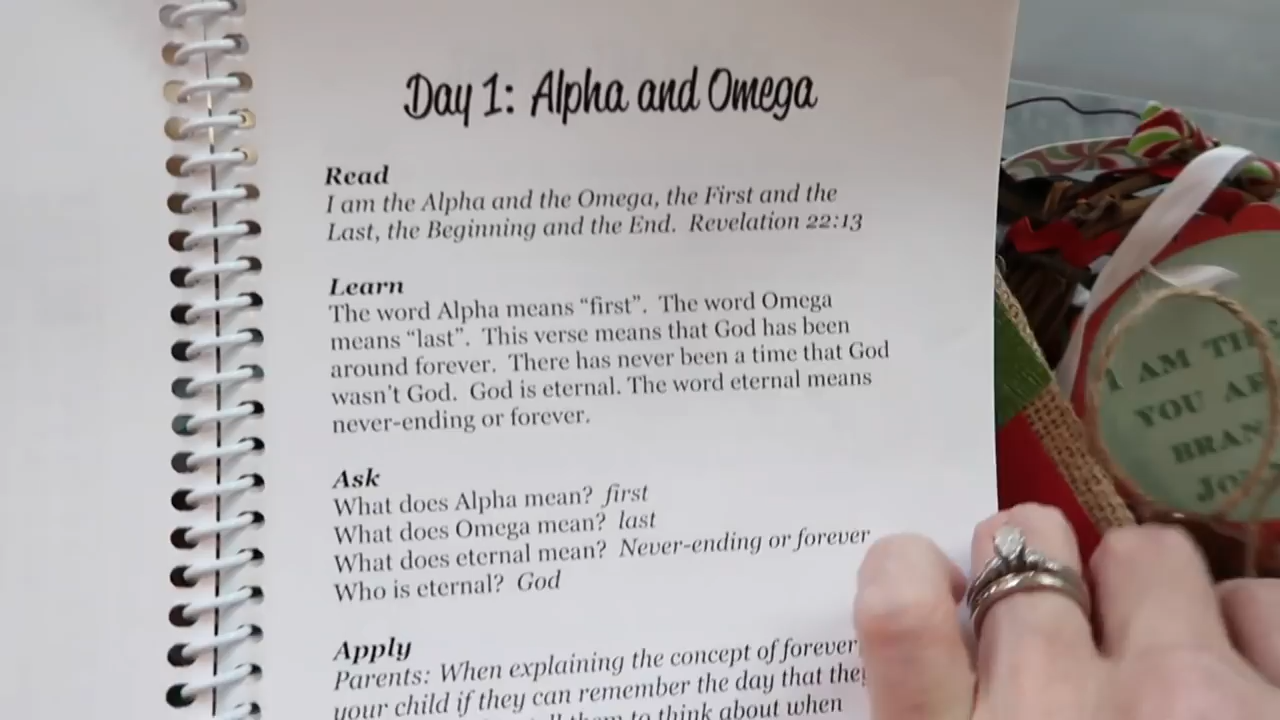 Day 1: Alpha and Omega
Read
I am the Alpha and the Omega, the First and the
Last, the Beginning and the End. Revelation 22:13
Learn
The word Alpha means “first”. The word Omega
means “last”. This verse means that God has been
around forever. There has never been a time that God
wasn't God. God is eternal. The word eternal means
never-ending or forever.
Ask
What does Alpha mean? first
What does Omega mean? last
What does eternal mean? Never-ending or forever
Who is eternal? God
Apply
Parents: When explaining the concept of forever
your child if they can remember the day that
to think about when
I AM
YOU